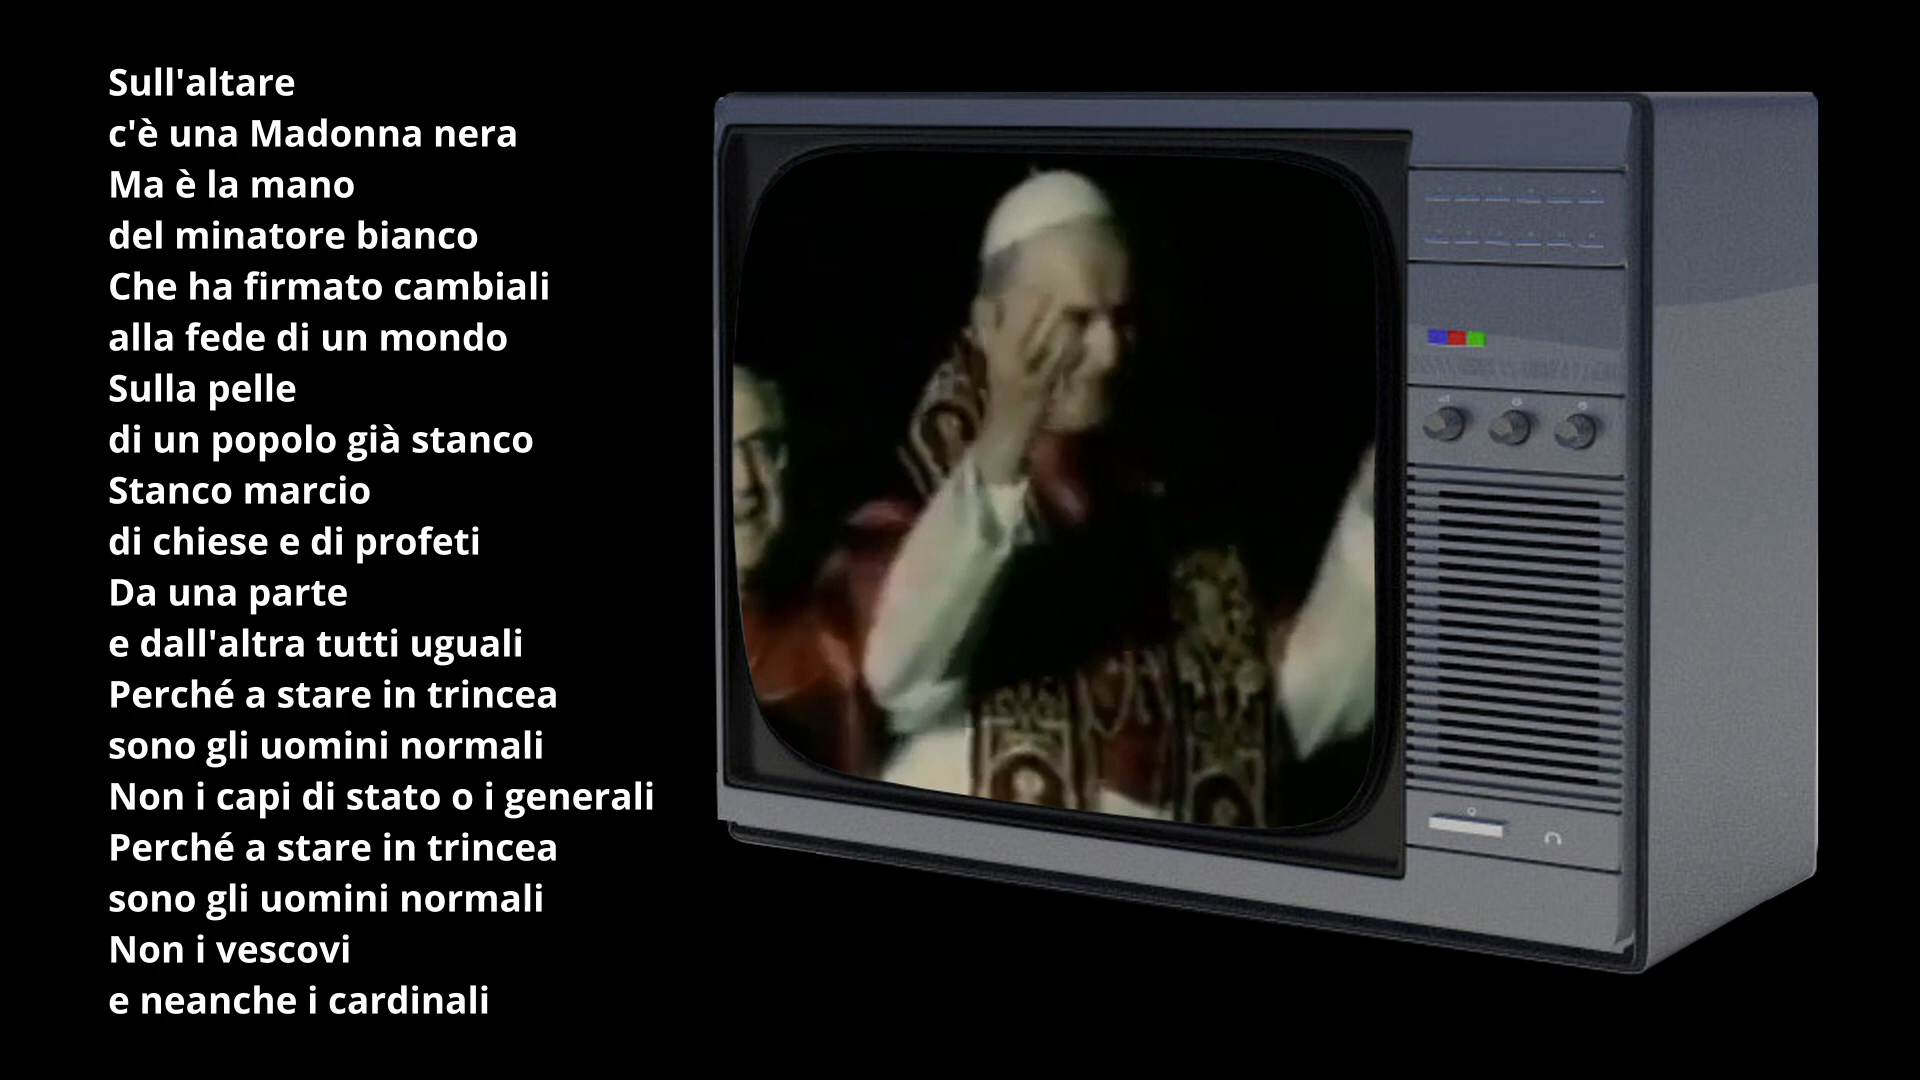 Sull'altare
c'è una Madonna nera
Ma è la mano
del minatore bianco
Che ha firmato cambiali
alla fede di un mondo
Sulla pelle
di un popolo già stanco
Stanco marcio
di chiese e di profeti
Da una parte
e dall'altra tutti uguali
Perché a stare in trincea
sono gli uomini normali
Non i capi di stato o i generali
Perché a stare in trincea
sono gli uomini normali
Non i vescovi
e neanche i cardinali